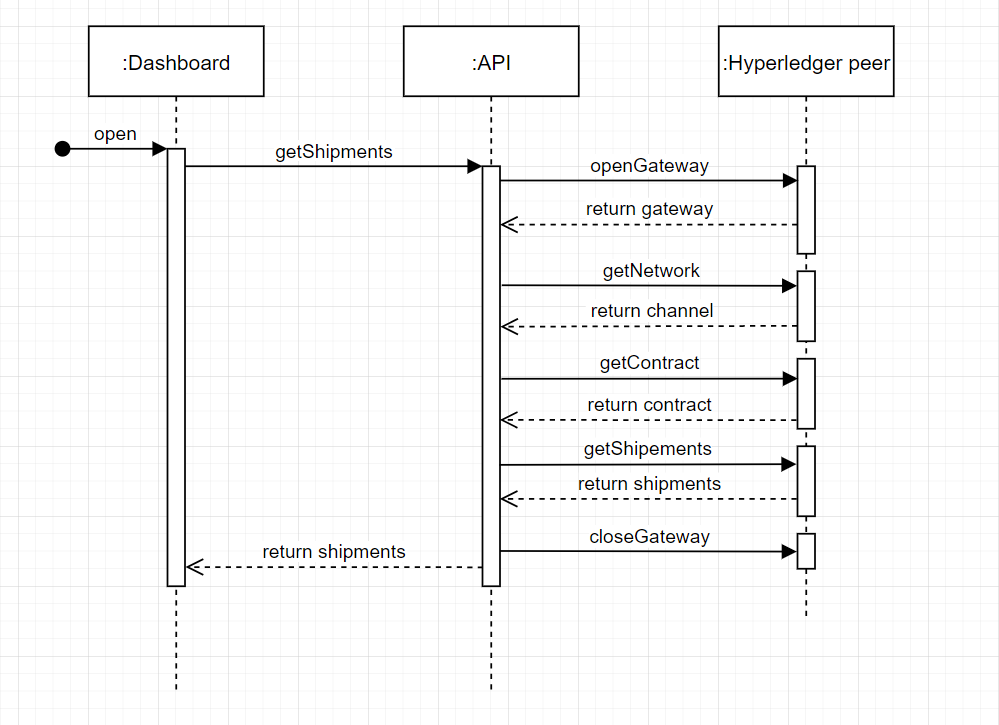 :Dashboard
:API
:Hyperledger peer
open
getShipments
openGateway
return gateway
getNetwork
return channel
getContract
return contract
getShipements
return shipments
closeGateway
return shipments